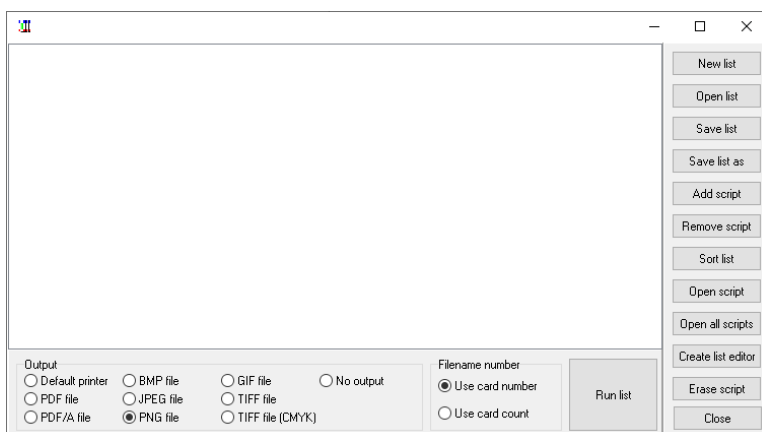 New list
Open list
Save list
Save list as
Add script
Remove script
Sort list
Open script
Open all scripts
Create list editor
Erase script
Close
Output
Default printer BMP file GIF file No output
PDF file JPEG file TIFF file
PDF/A file PNG file TIFF file (CMYK)
Filename number
Use card number
Use card count
Run list